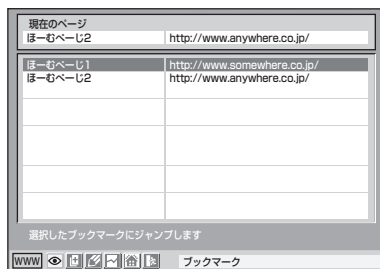 現在のページ
ほーむぺーじ2 http://www.anywhere.co.jp/
ほーむぺーじ1 http://www.somewhere.co.jp/
ほーむぺーじ2 http://www.anywhere.co.jp/
選択したブックマークにジャンプします
WWW ブックマーク